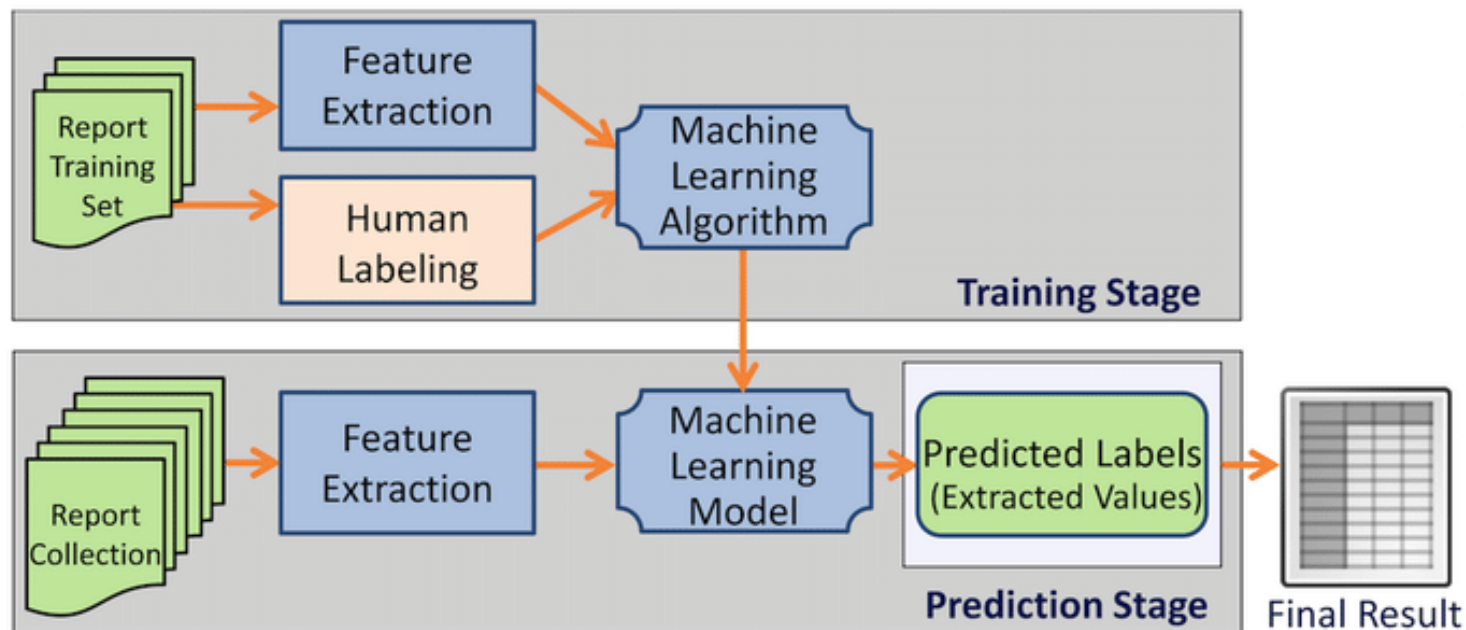 Report
Training
Set
Feature
Extraction
Human
Labeling
Machine
Learning
Algorithm
Training Stage
Report
Collection
Feature
Extraction
Machine
Learning
Model
Predicted Labels
(Extracted Values)
Prediction Stage
Final Result